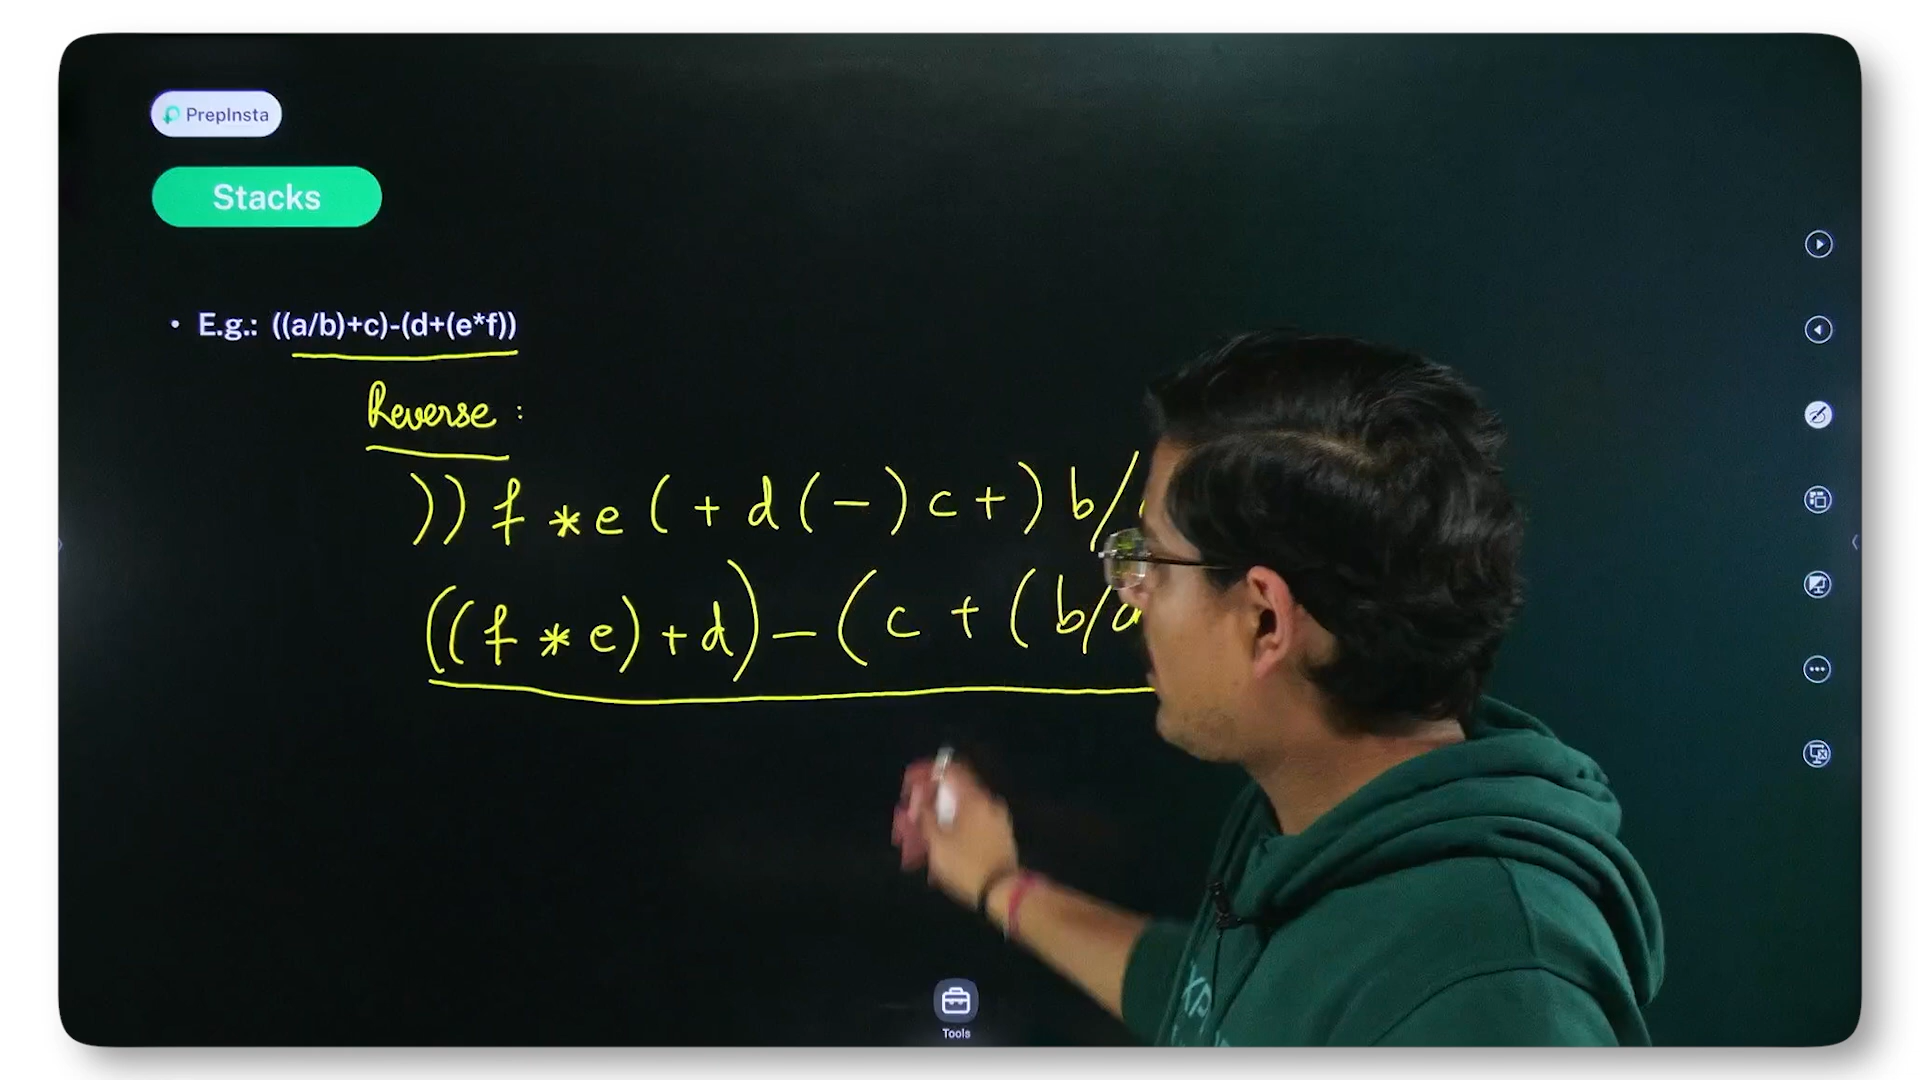 PrepInsta
Stacks
• E.g.: ((a/b)+c)-(d+(e*f))
Reverse :
))f*e(+d(-)c+)b/
((f*e)+d)-(c+(b/a
Tools